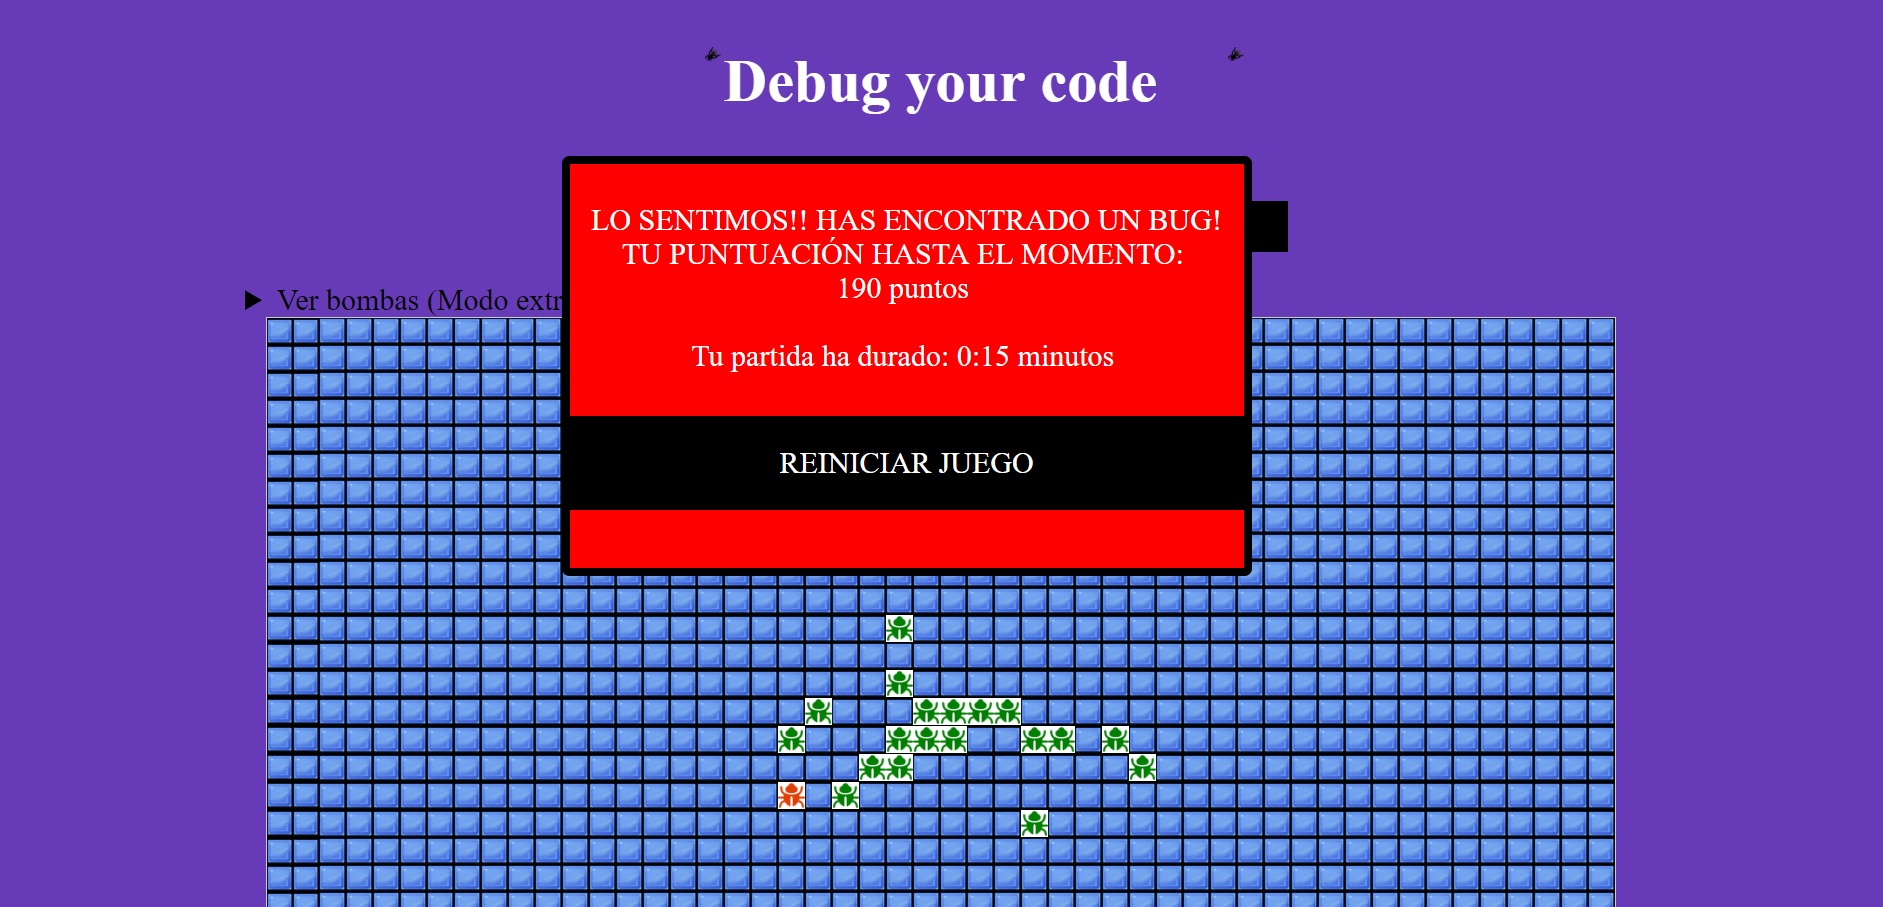 Debug your code
LO SENTIMOS!! HAS ENCONTRADO UN BUG!
TU PUNTUACIÓN HASTA EL MOMENTO:
190 puntos
Ver bombas (Modo extr
Tu partida ha durado: 0:15 minutos
REINICIAR JUEGO